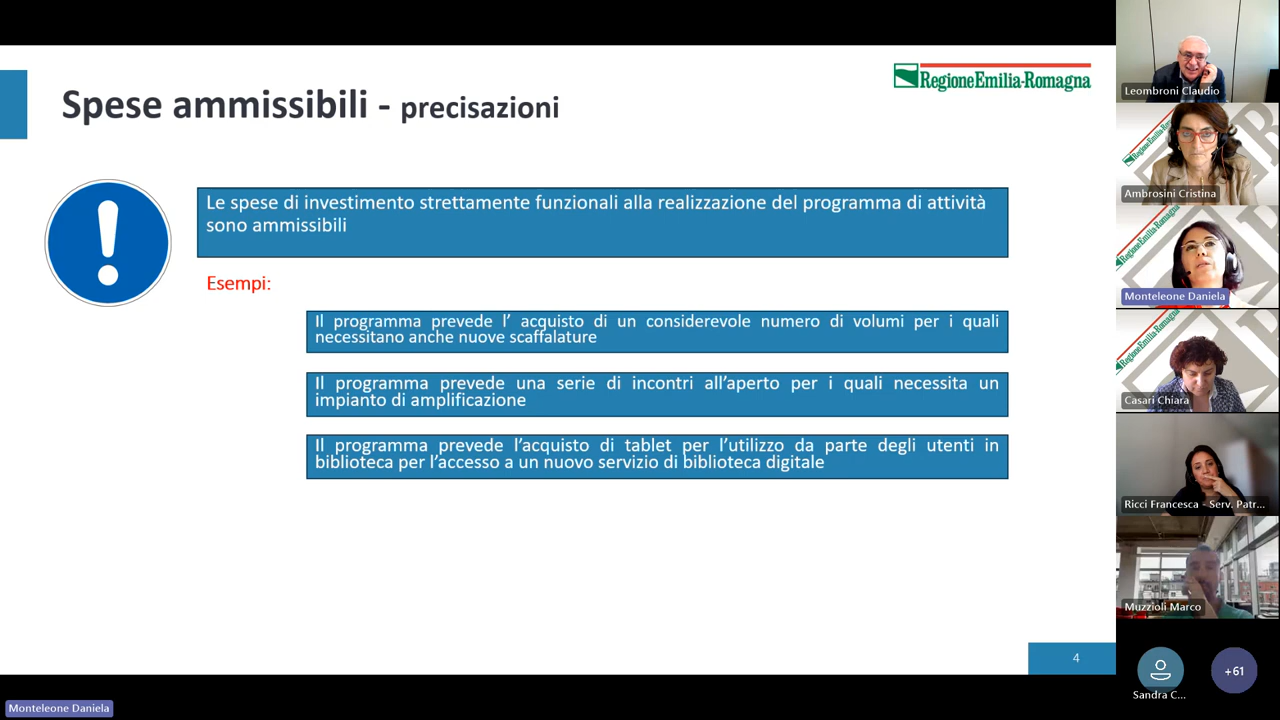 Spese ammissibili - precisazioni
RegioneEmilia-Romagna
Le spese di investimento strettamente funzionali alla realizzazione del programma di attività
sono ammissibili
Esempi:
Il programma prevede l’ acquisto di un considerevole numero di volumi per i quali
necessitano anche nuove scaffalature
Il programma prevede una serie di incontri all’aperto per i quali necessita un
impianto di amplificazione
Il programma prevede l’acquisto di tablet per l’utilizzo da parte degli utenti in
biblioteca per l’accesso a un nuovo servizio di biblioteca digitale
4
Monteleone Daniela
Leombroni Claudio
RegioneEmilia-Ro
Ambrosini Cristina
Monteleone Daniela
Casari Chiara
Ricci Francesca - Serv. Patr...
Muzzioli Marco
Sandra C...
+61